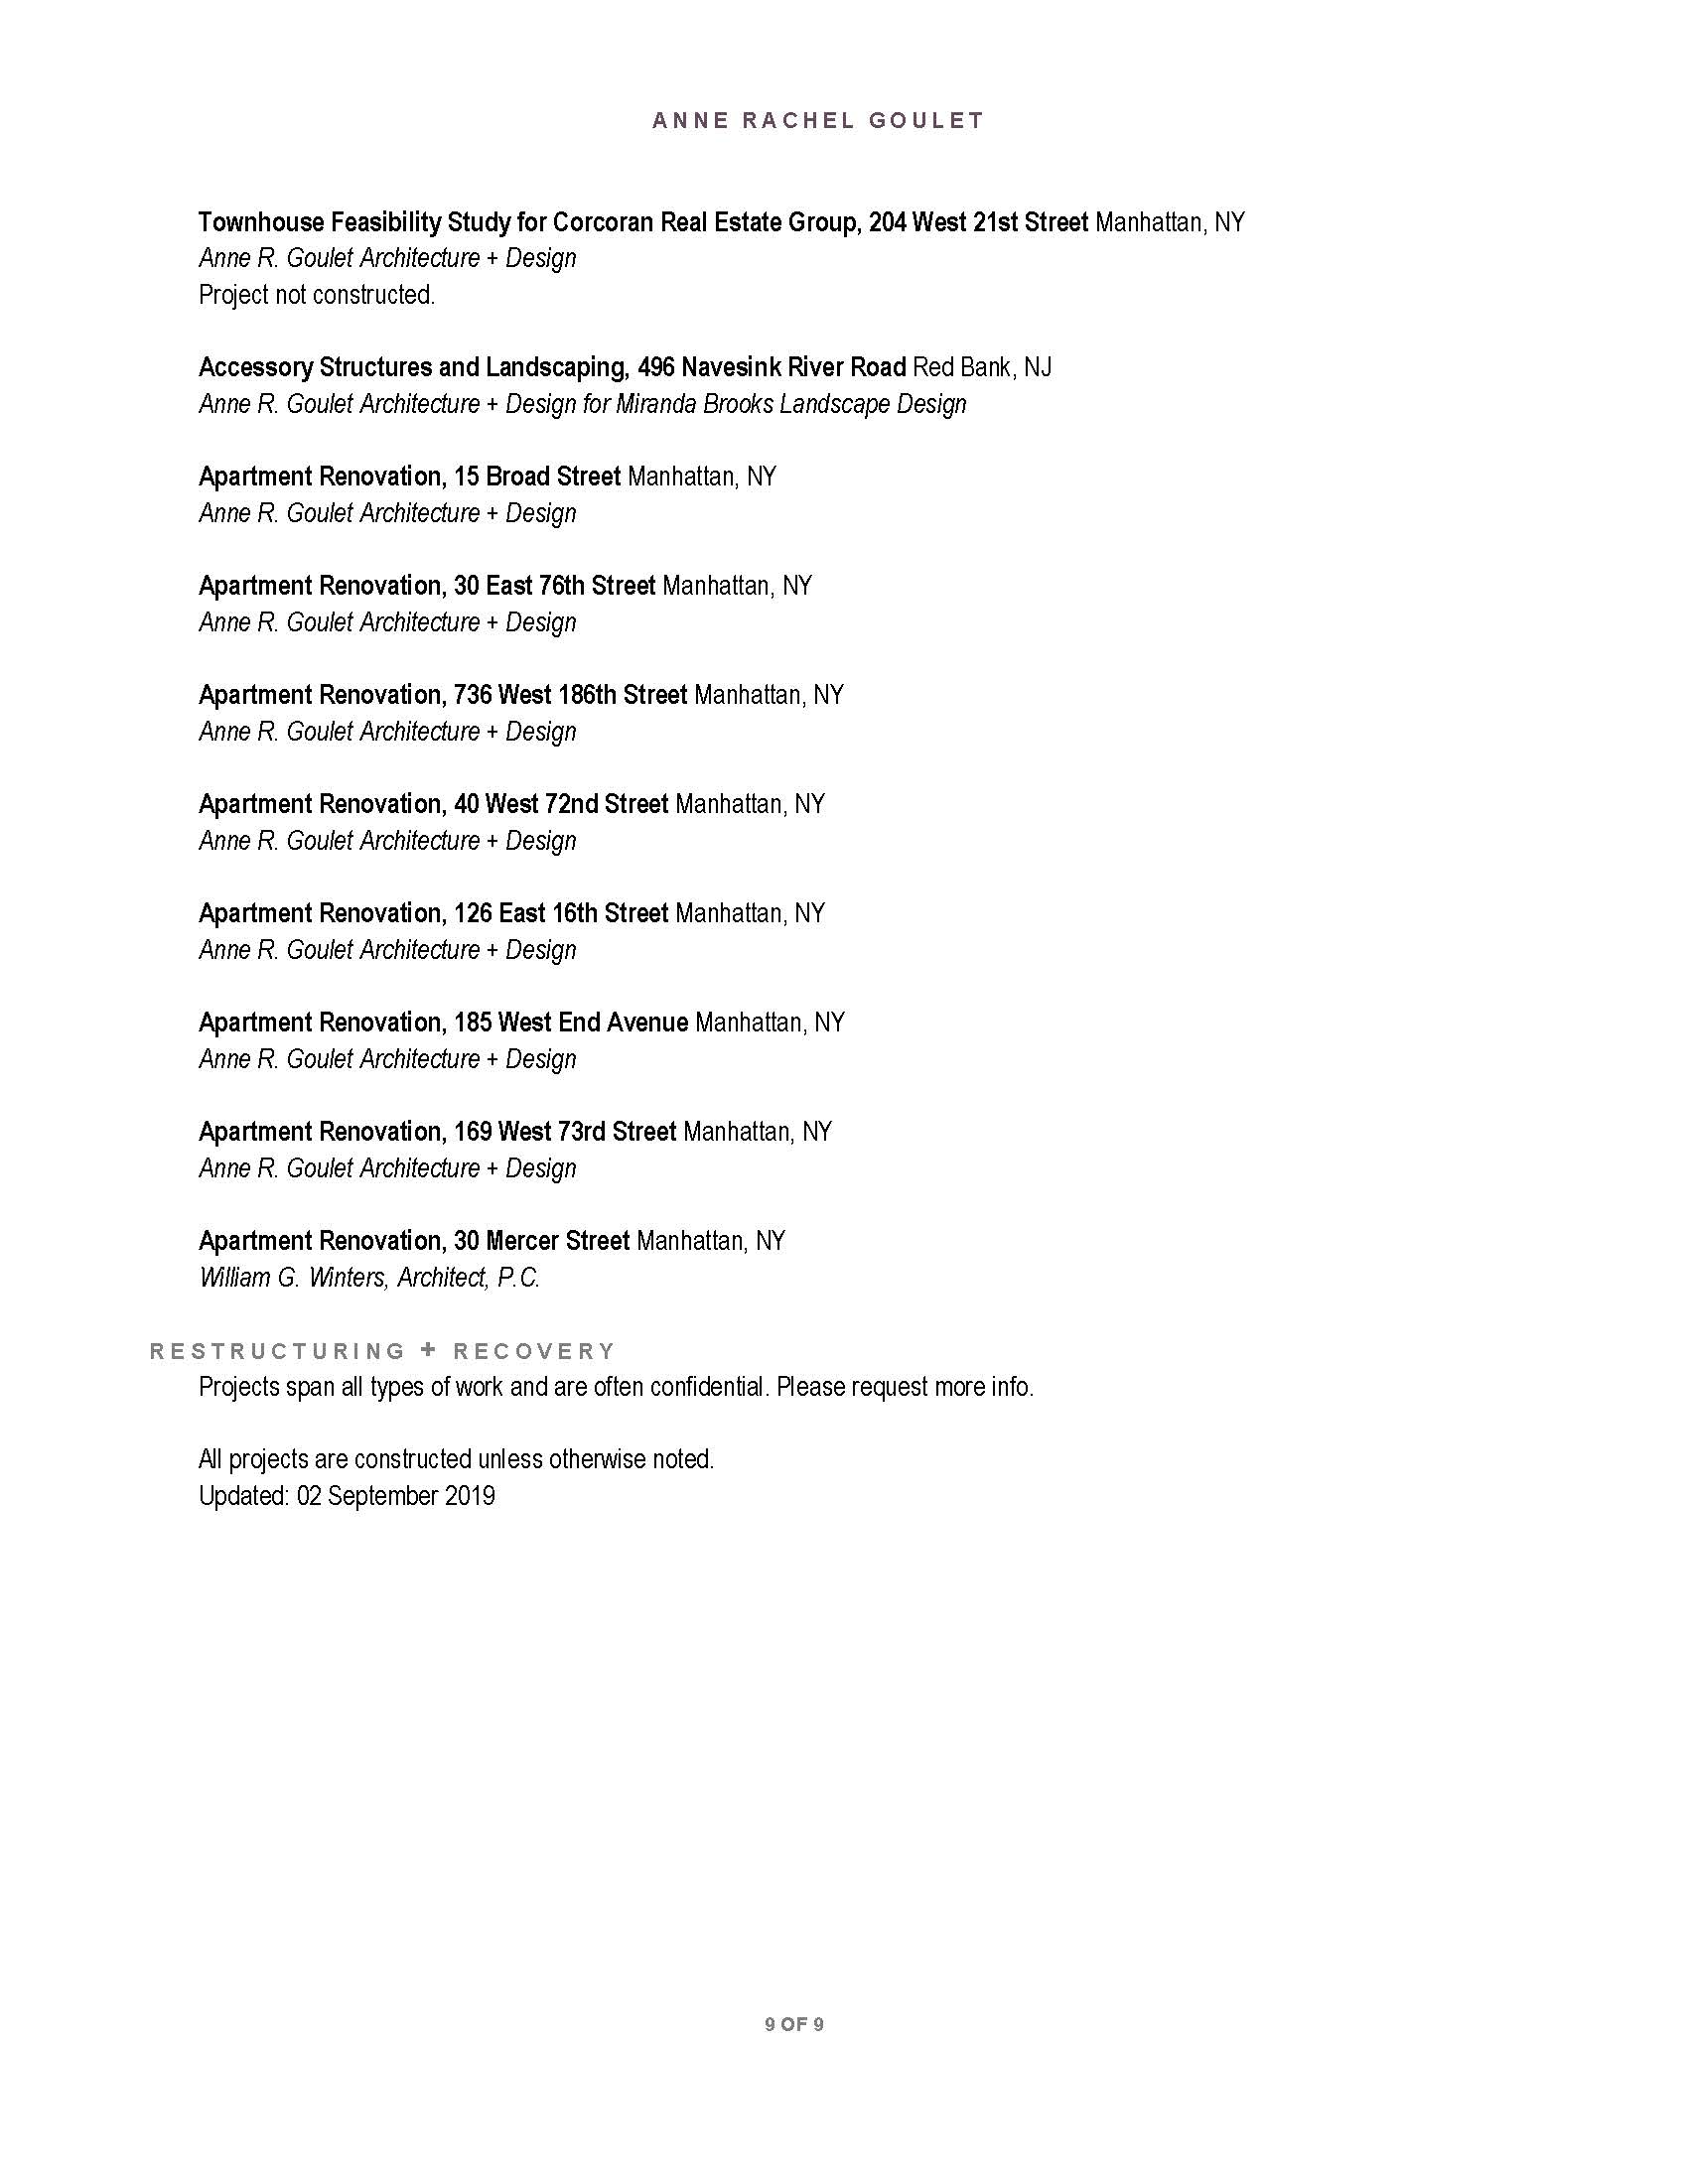 ANNE RACHEL GOULET
Townhouse Feasibility Study for Corcoran Real Estate Group, 204 West 21st Street Manhattan, NY
Anne R. Goulet Architecture + Design
Project not constructed.
Accessory Structures and Landscaping, 496 Navesink River Road Red Bank, NJ
Anne R. Goulet Architecture + Design for Miranda Brooks Landscape Design
Apartment Renovation, 15 Broad Street Manhattan, NY
Anne R. Goulet Architecture + Design
Apartment Renovation, 30 East 76th Street Manhattan, NY
Anne R. Goulet Architecture + Design
Apartment Renovation, 736 West 186th Street Manhattan, NY
Anne R. Goulet Architecture + Design
Apartment Renovation, 40 West 72nd Street Manhattan, NY
Anne R. Goulet Architecture + Design
Apartment Renovation, 126 East 16th Street Manhattan, NY
Anne R. Goulet Architecture + Design
Apartment Renovation, 185 West End Avenue Manhattan, NY
Anne R. Goulet Architecture + Design
Apartment Renovation, 169 West 73rd Street Manhattan, NY
Anne R. Goulet Architecture + Design
Apartment Renovation, 30 Mercer Street Manhattan, NY
William G. Winters, Architect, P.C.
RESTRUCTURING + RECOVERY
Projects span all types of work and are often confidential. Please request more info.
All projects are constructed unless otherwise noted.
Updated: 02 September 2019
9 OF 9